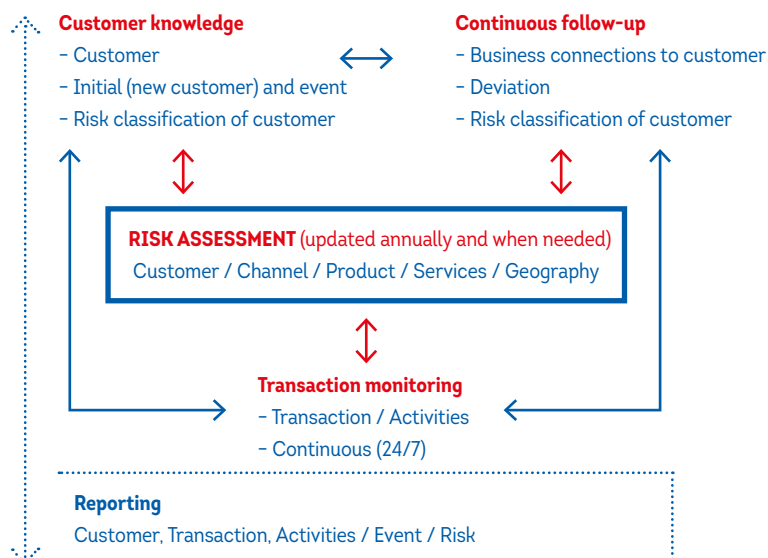 Customer knowledge
– Customer
– Initial (new customer) and event
– Risk classification of customer
Continuous follow-up
– Business connections to customer
– Deviation
– Risk classification of customer
RISK ASSESSMENT (updated annually and when needed)
Customer / Channel / Product / Services / Geography
Transaction monitoring
– Transaction / Activities
– Continuous (24/7)
Reporting
Customer, Transaction, Activities / Event / Risk